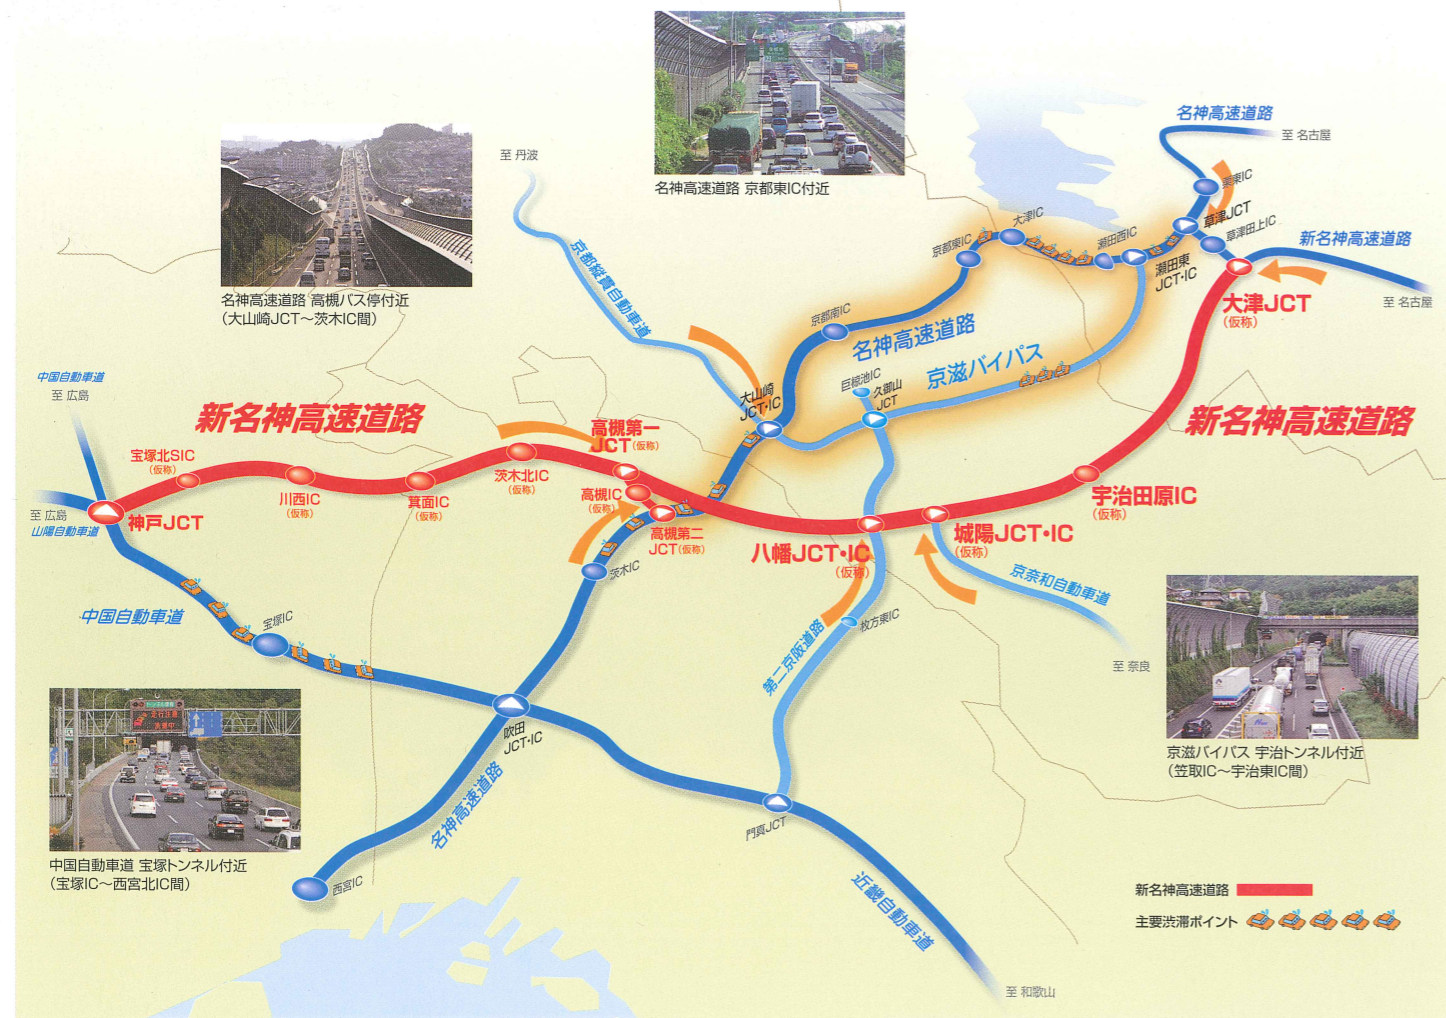 名神高速道路
至 名古屋
至 丹波
名神高速道路 京都東IC付近
栗東IC
草津JCT
草津田上IC
大津IC
京都東IC
瀬田西IC
瀬田東
JCT・IC
新名神高速道路
至 名古屋
大津JCT
(仮称)
京都縦貫自動車道
名神高速道路 高槻バス停付近
(大山崎JCT〜茨木IC間)
京都南IC
名神高速道路
京滋バイパス
巨椋池IC
久御山
JCT
大山崎
JCT・IC
中国自動車道
至 広島
新名神高速道路
新名神高速道路
高槻第一
JCT(仮称)
宝塚北SIC
(仮称)
川西IC
(仮称)
箕面IC
(仮称)
茨木北IC
(仮称)
高槻IC
(仮称)
高槻第二
JCT(仮称)
宇治田原IC
(仮称)
至 広島
山陽自動車道
神戸JCT
八幡JCT・IC
(仮称)
城陽JCT・IC
(仮称)
茨木IC
京奈和自動車道
至 奈良
中国自動車道
宝塚IC
枚方東IC
第二京阪道路
走行注意
渋滞中
吹田
JCT・IC
京滋バイパス 宇治トンネル付近
(笠取IC〜宇治東IC間)
名神高速道路
門真JCT
中国自動車道 宝塚トンネル付近
(宝塚IC〜西宮北IC間)
西宮IC
近畿自動車道
至 和歌山
新名神高速道路
主要渋滞ポイント